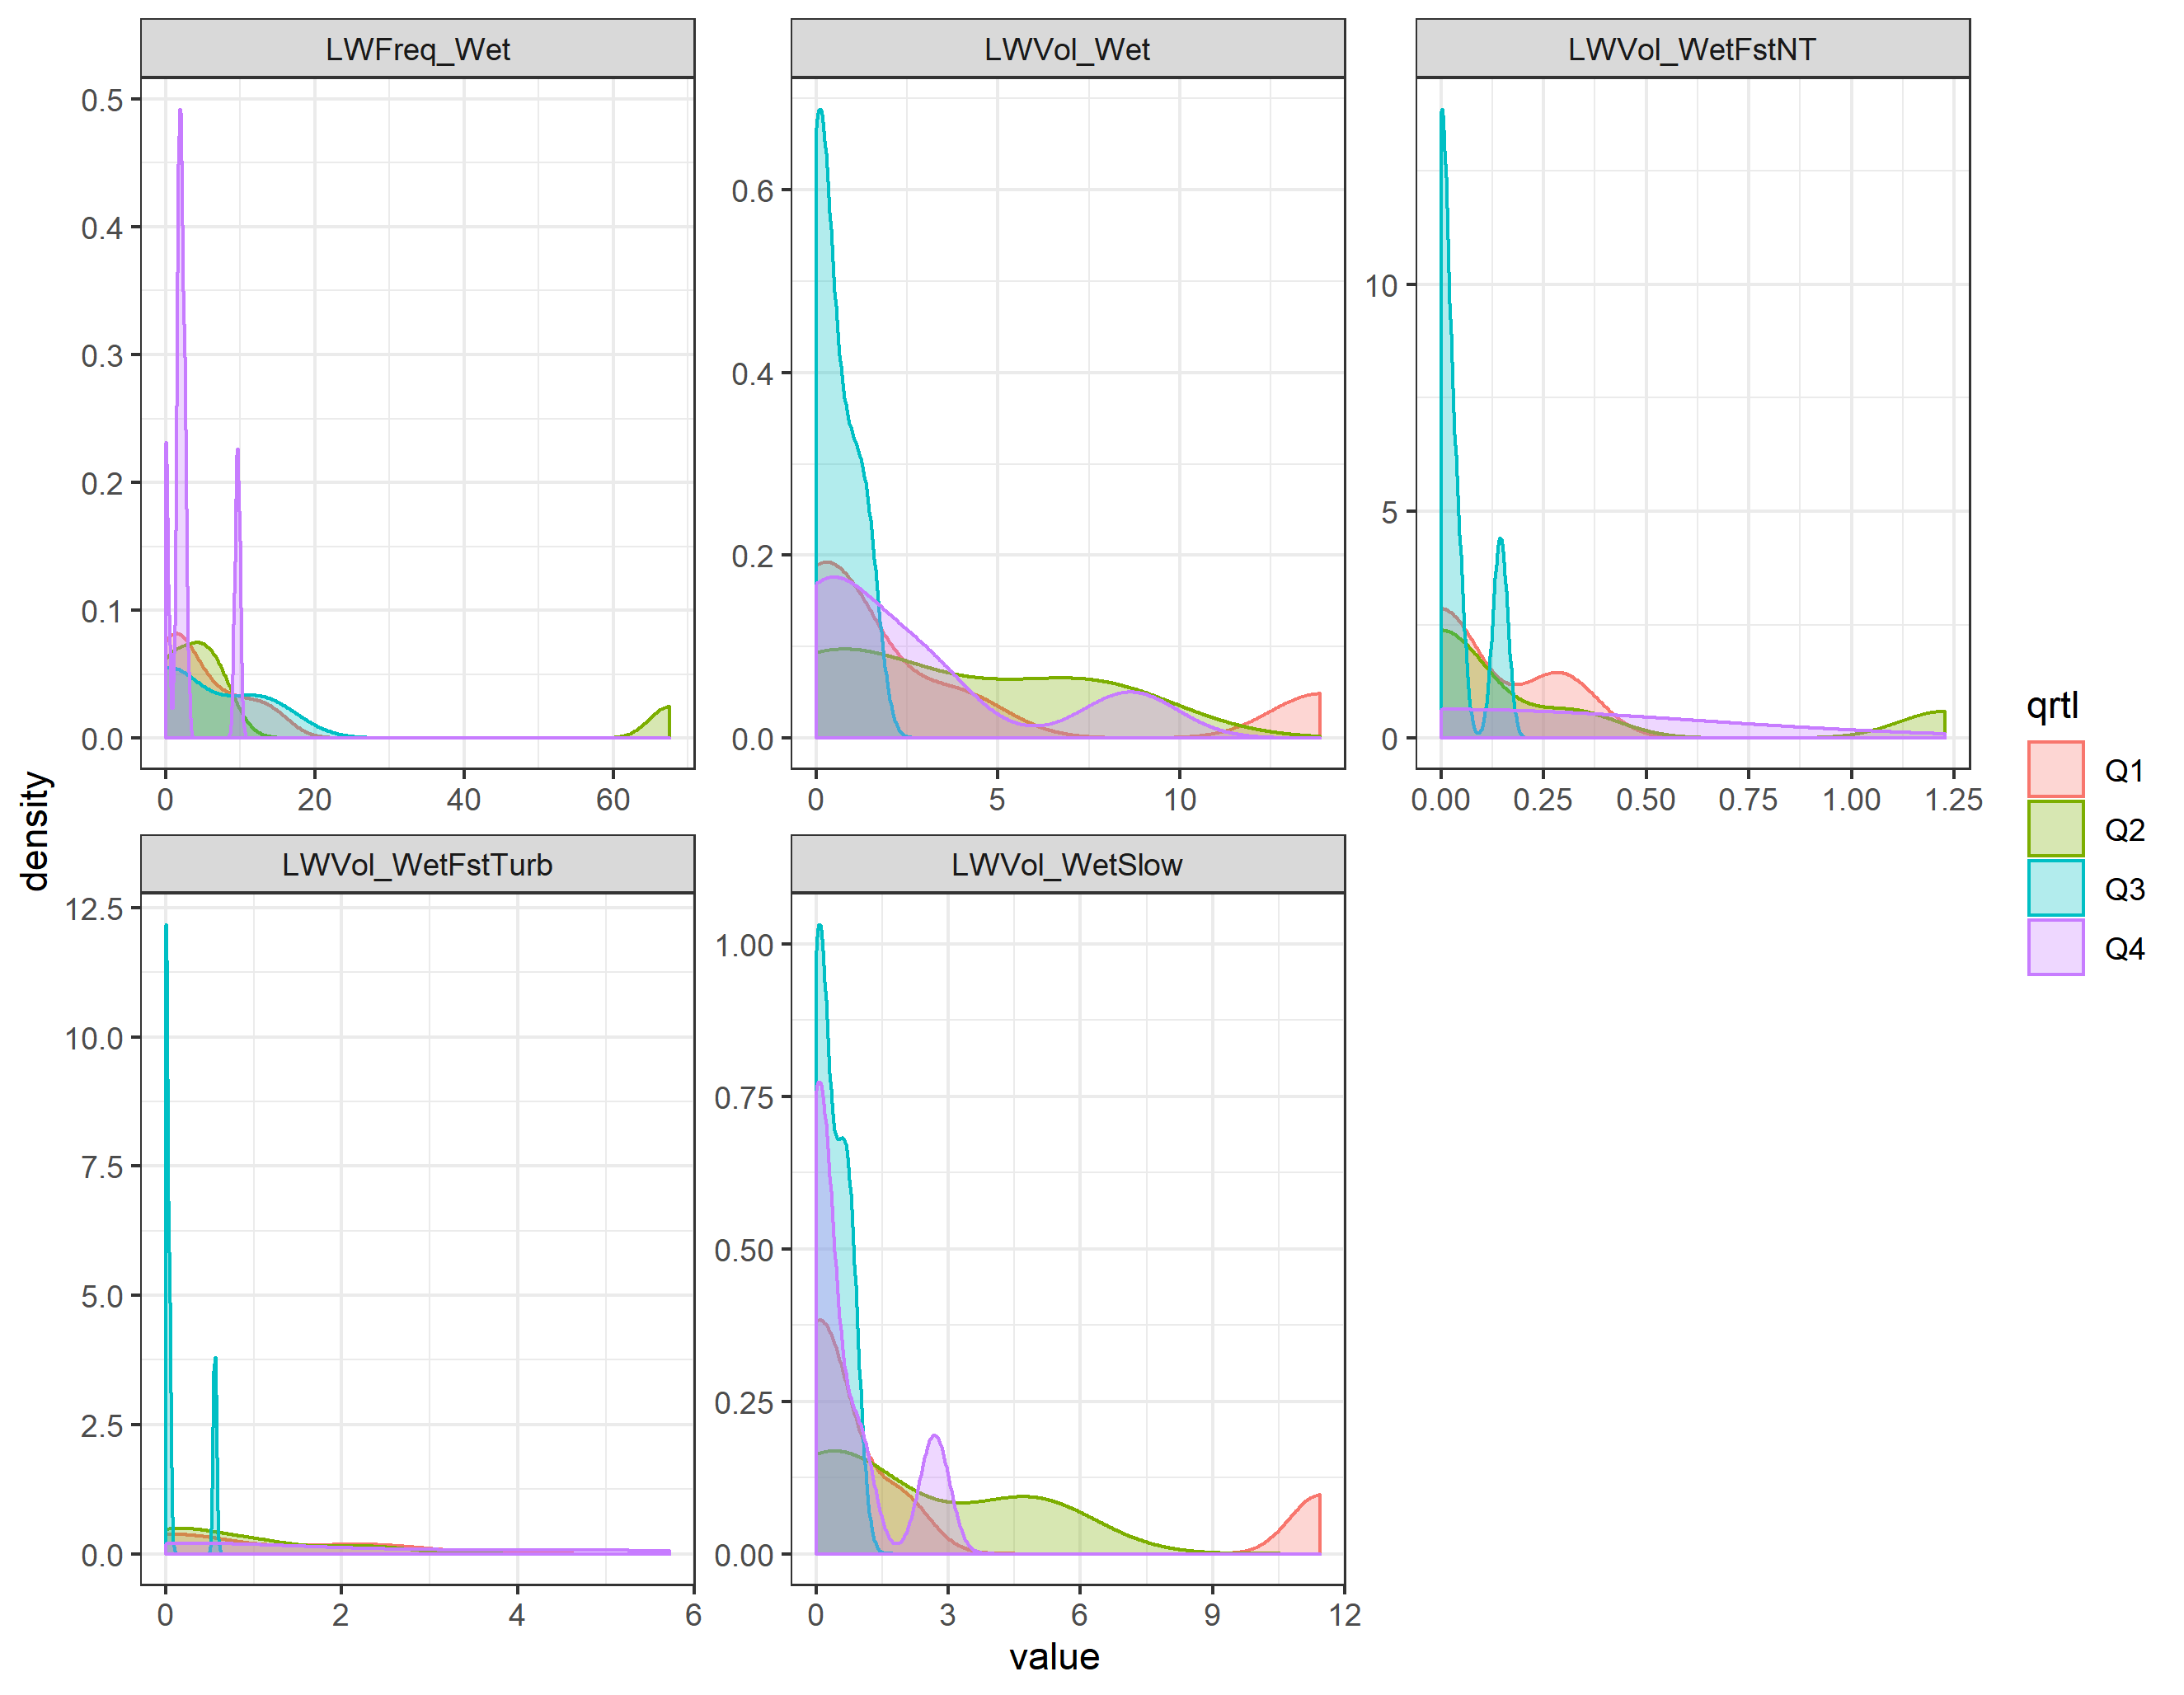 LWFreq_Wet
LWVol_Wet
LWVol_WetFstNT
0.5
0.4
0.3
0.2
0.1
0.0
0 20 40 60
0.6
0.4
0.2
0.0
0 5 10
10
5
0
0.00 0.25 0.50 0.75 1.00 1.25
density
LWVol_WetFstTurb
LWVol_WetSlow
12.5
10.0
7.5
5.0
2.5
0.0
0 2 4 6
1.00
0.75
0.50
0.25
0.00
0 3 6 9 12
value
qrtl
Q1
Q2
Q3
Q4